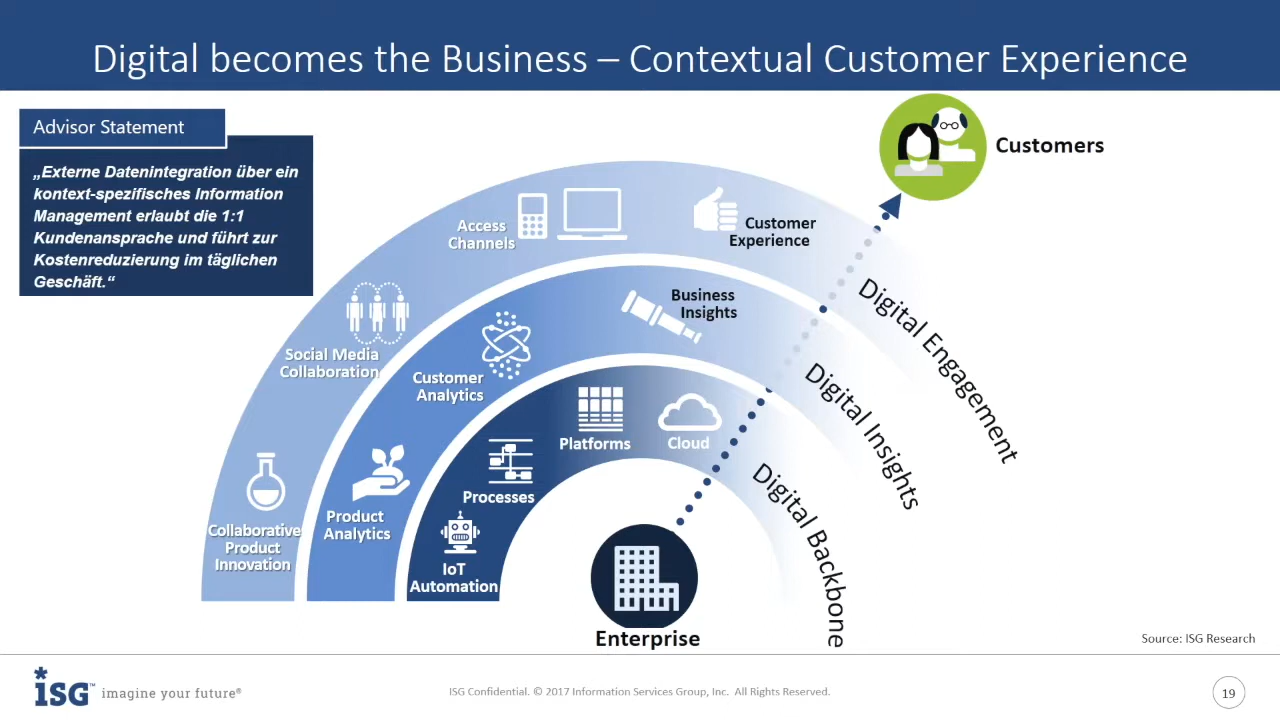 Digital becomes the Business – Contextual Customer Experience
Advisor Statement
„Externe Datenintegration über ein
kontext-spezifisches Information
Management erlaubt die 1:1
Kundenansprache und führt zur
Kostenreduzierung im täglichen
Geschäft.“
Customers
Access
Channels
Customer
Experience
Digital Engagement
Social Media
Collaboration
Collaborative
Product
Innovation
Business
Insights
Customer
Analytics
Product
Analytics
Digital Insights
Platforms
Cloud
Processes
IoT
Automation
Digital Backbone
Enterprise
Source: ISG Research
ISG™ imagine your future®
ISG Confidential. © 2017 Information Services Group, Inc. All Rights Reserved.
19